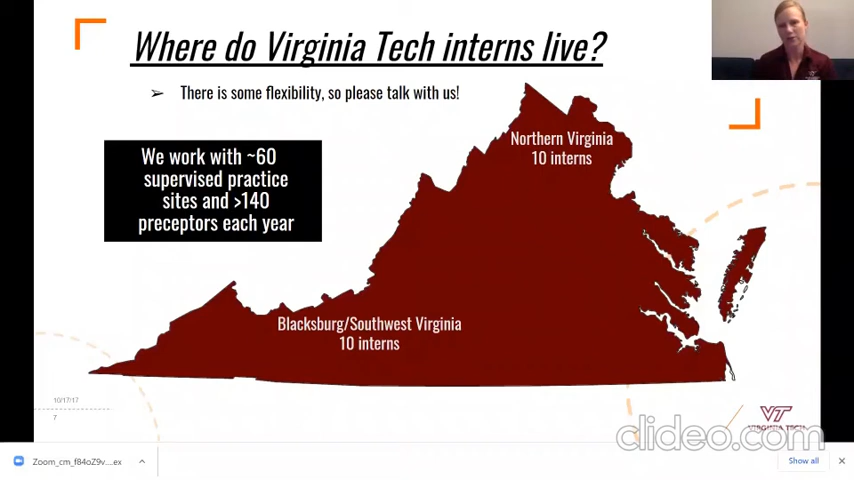 Where do Virginia Tech interns live?
➢ There is some flexibility, so please talk with us!
We work with ~60
supervised practice
sites and >140
preceptors each year
Northern Virginia
10 interns
Blacksburg/Southwest Virginia
10 interns
10/17/17
7
VT
VIRGINIA TECH
clideo.com
Zoom_cm_f84oZ9v....ex
Show all